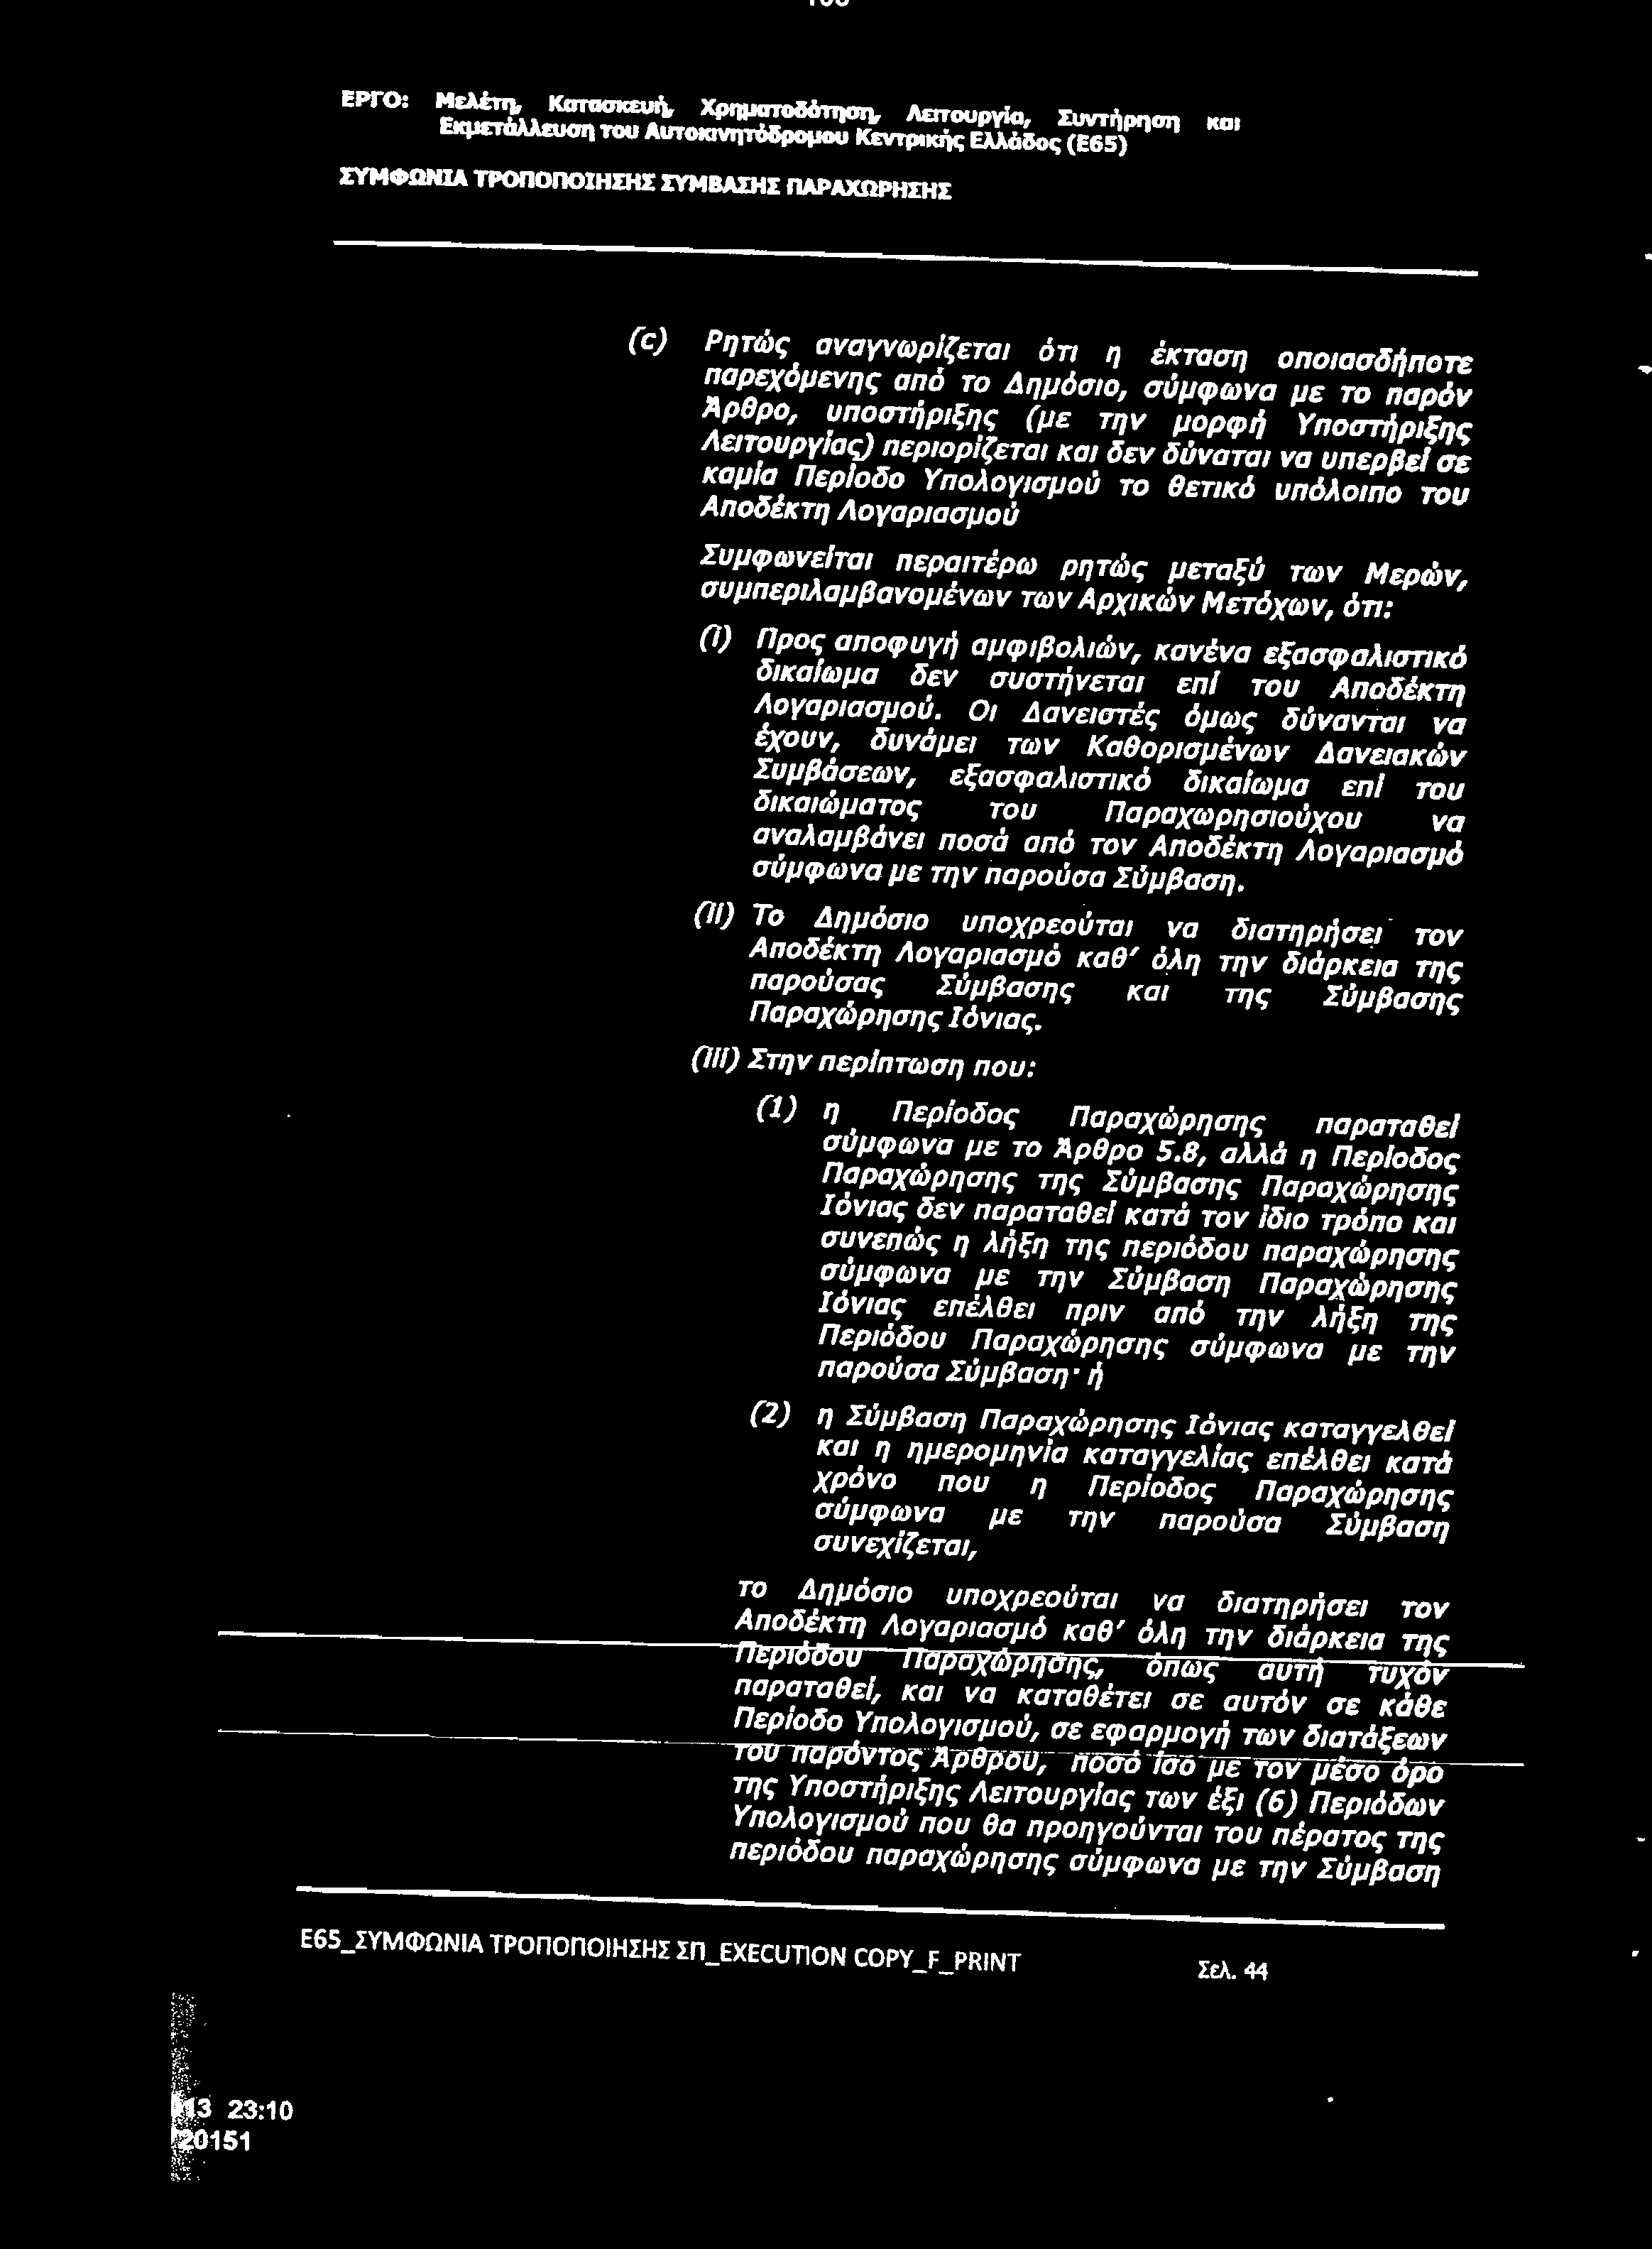 ΕΡΓΟ: Μελέτη, Κατασκευή, Χρηματοδότηση, Λειτουργία, Συντήρηση και
Εκμετάλλευση του Αυτοκινητόδρομου Κεντρικής Ελλάδος (Ε65)
ΣΥΜΦΩΝΙΑ ΤΡΟΠΟΠΟΙΗΣΗΣ ΣΥΜΒΑΣΗΣ ΠΑΡΑΧΩΡΗΣΗΣ
(c) Ρητώς αναγνωρίζεται ότι η έκταση οποιασδήποτε
παρεχόμενης από το Δημόσιο, σύμφωνα με το παρόν
Άρθρο, υποστήριξης (με την μορφή Υποστήριξης
Λειτουργίας) περιορίζεται και δεν δύναται να υπερβεί σε
καμία Περίοδο Υπολογισμού το θετικό υπόλοιπο του
Αποδέκτη Λογαριασμού
Συμφωνείται περαιτέρω ρητώς μεταξύ των Μερών,
συμπεριλαμβανομένων των Αρχικών Μετόχων, ότι:
(i) Προς αποφυγή αμφιβολιών, κανένα εξασφαλιστικό
δικαίωμα δεν συστήνεται επί του Αποδέκτη
Λογαριασμού. Οι Δανειστές όμως δύνανται να
έχουν, δυνάμει των Καθορισμένων Δανειακών
Συμβάσεων, εξασφαλιστικό δικαίωμα επί του
δικαιώματος του Παραχωρησιούχου να
αναλαμβάνει ποσά από τον Αποδέκτη Λογαριασμό
σύμφωνα με την παρούσα Σύμβαση.
(ii) Το Δημόσιο υποχρεούται να διατηρήσει τον
Αποδέκτη Λογαριασμό καθ' όλη την διάρκεια της
παρούσας Σύμβασης και της Σύμβασης
Παραχώρησης Ιόνιας.
(iii) Στην περίπτωση που:
(1) η Περίοδος Παραχώρησης παραταθεί
σύμφωνα με το Άρθρο 5.8, αλλά η Περίοδος
Παραχώρησης της Σύμβασης Παραχώρησης
Ιόνιας δεν παραταθεί κατά τον ίδιο τρόπο και
συνεπώς η λήξη της περιόδου παραχώρησης
σύμφωνα με την Σύμβαση Παραχώρησης
Ιόνιας επέλθει πριν από την λήξη της
Περιόδου Παραχώρησης σύμφωνα με την
παρούσα Σύμβαση· ή
(2) η Σύμβαση Παραχώρησης Ιόνιας καταγγελθεί
και η ημερομηνία καταγγελίας επέλθει κατά
χρόνο που η Περίοδος Παραχώρησης
σύμφωνα με την παρούσα Σύμβαση
συνεχίζεται,
το Δημόσιο υποχρεούται να διατηρήσει τον
Αποδέκτη Λογαριασμό καθ' όλη την διάρκεια της
Περιόδου Παραχώρησης, όπως αυτή τυχόν
παραταθεί, και να καταθέτει σε αυτόν σε κάθε
Περίοδο Υπολογισμού, σε εφαρμογή των διατάξεων
του παρόντος Άρθρου, ποσό ίσο με τον μέσο όρο
της Υποστήριξης Λειτουργίας των έξι (6) Περιόδων
Υπολογισμού που θα προηγούνται του πέρατος της
περιόδου παραχώρησης σύμφωνα με την Σύμβαση
E65_ΣΥΜΦΩΝΙΑ ΤΡΟΠΟΠΟΙΗΣΗΣ ΣΠ_EXECUTION COPY_F_PRINT Σελ. 44
13 23:10
20151